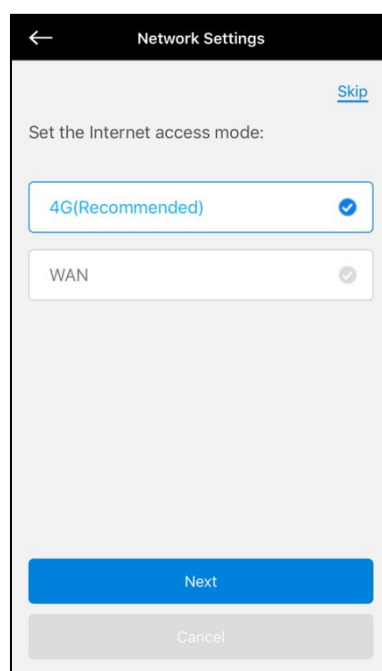 Network Settings
Skip
Set the Internet access mode:
4G(Recommended)
WAN
Next
Cancel